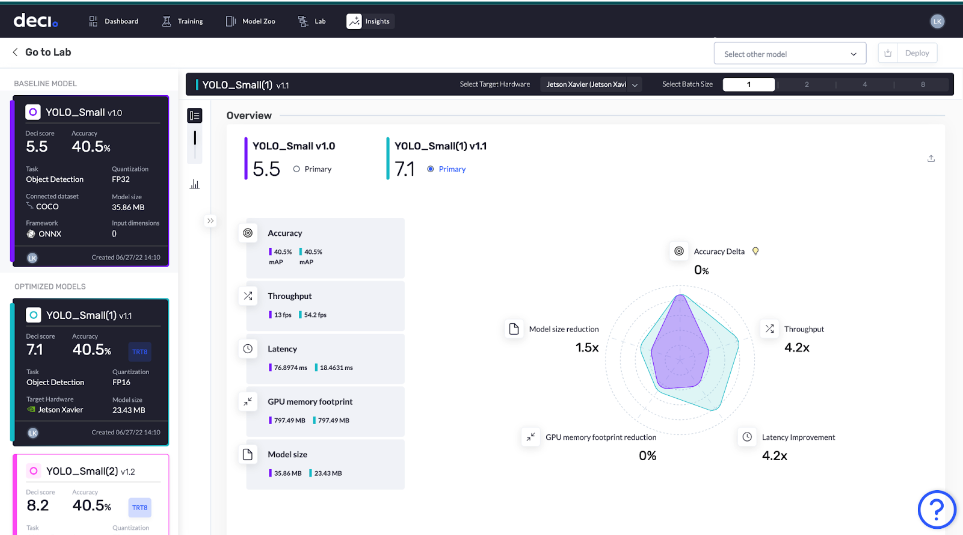 deci.
Dashboard
Training
Model Zoo
Lab
Insights
LK
Go to Lab
Select other model
Deploy
BASELINE MODEL
YOLO_Small v1.0
Deci score Accuracy
5.5 40.5%
Task Quantization
Object Detection FP32
Connected dataset Model size
COCO 35.86 MB
Framework Input dimensions
ONNX 0
LK Created 06/27/22 14:10
OPTIMIZED MODELS
YOLO_Small(1) v1.1
Deci score Accuracy
7.1 40.5% TRT8
Task Quantization
Object Detection FP16
Target Hardware Model size
Jetson Xavier 23.43 MB
LK Created 06/27/22 14:10
YOLO_Small(2) v1.2
Deci score Accuracy
8.2 40.5% TRT8
Task Quantization
YOLO_Small(1) v1.1
Select Target Hardware Jetson Xavier (Jetson Xavi
Select Batch Size 1 2 4 8
Overview
YOLO_Small v1.0
5.5 Primary
YOLO_Small(1) v1.1
7.1 Primary
Accuracy
40.5% 40.5%
mAP mAP
Throughput
13 fps 54.2 fps
Latency
76.8974 ms 18.4631 ms
GPU memory footprint
797.49 MB 797.49 MB
Model size
35.86 MB 23.43 MB
Accuracy Delta
0%
Model size reduction
1.5x
Throughput
4.2x
GPU memory footprint reduction
0%
Latency Improvement
4.2x
?